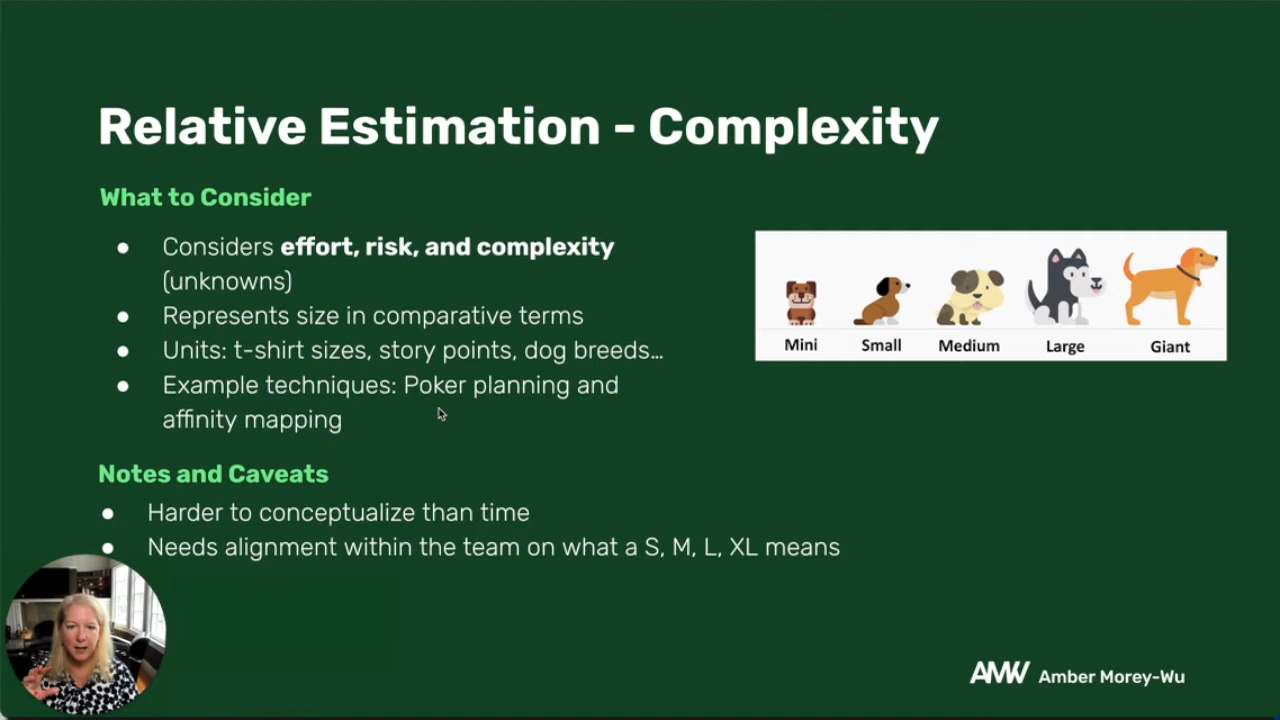 Relative Estimation - Complexity
What to Consider
● Considers effort, risk, and complexity
(unknowns)
● Represents size in comparative terms
● Units: t-shirt sizes, story points, dog breeds…
● Example techniques: Poker planning and
affinity mapping
Mini Small Medium Large Giant
Notes and Caveats
● Harder to conceptualize than time
● Needs alignment within the team on what a S, M, L, XL means
AMW Amber Morey-Wu